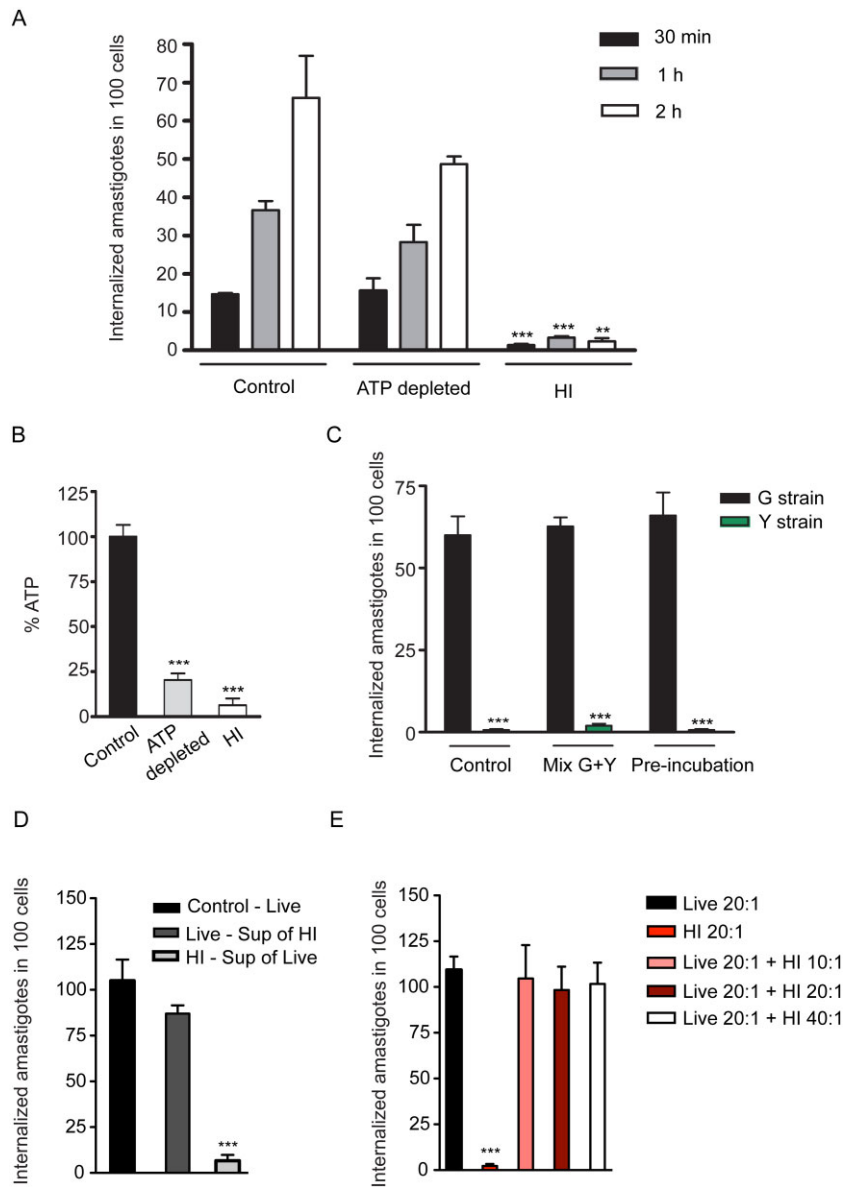 A
Internalized amastigotes in 100 cells
80
70
60
50
40
30
20
10
0
30 min
1 h
2 h
*** *** **
Control ATP depleted HI
B
% ATP
125
100
75
50
25
0
***
***
Control ATP depleted HI
C
Internalized amastigotes in 100 cells
75
50
25
0
G strain
Y strain
*** *** ***
Control Mix G+Y Pre-incubation
D
Internalized amastigotes in 100 cells
150
125
100
75
50
25
0
Control - Live
Live - Sup of HI
HI - Sup of Live
***
E
Internalized amastigotes in 100 cells
150
125
100
75
50
25
0
Live 20:1
HI 20:1
Live 20:1 + HI 10:1
Live 20:1 + HI 20:1
Live 20:1 + HI 40:1
***